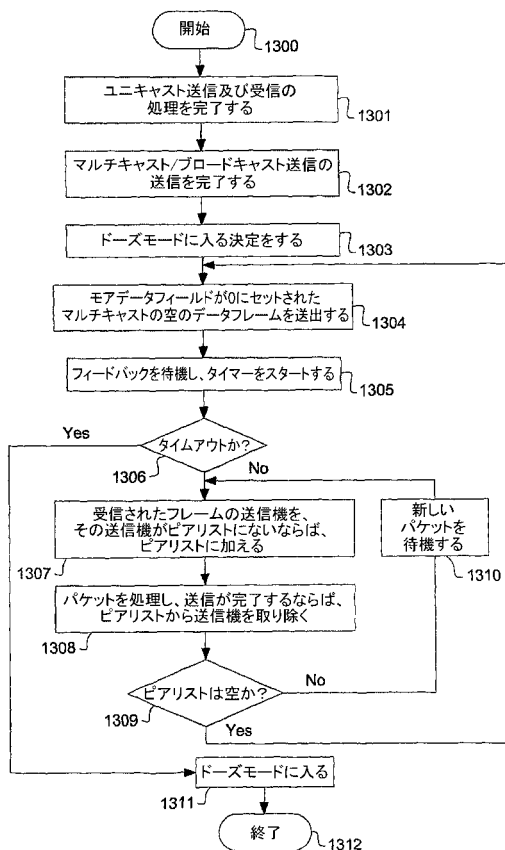 開始
1300
ユニキャスト送信及び受信の
処理を完了する
1301
マルチキャスト/ブロードキャスト送信の
送信を完了する
1302
ドーズモードに入る決定をする
1303
モアデータフィールドが0にセットされた
マルチキャストの空のデータフレームを送出する
1304
フィードバックを待機し、タイマーをスタートする
1305
Yes
タイムアウトか?
1306
No
受信されたフレームの送信機を、
その送信機がピアリストにないならば、
ピアリストに加える
1307
新しい
パケットを
待機する
1310
パケットを処理し、送信が完了するならば、
ピアリストから送信機を取り除く
1308
ピアリストは空か?
No
1309
Yes
ドーズモードに入る
1311
終了
1312